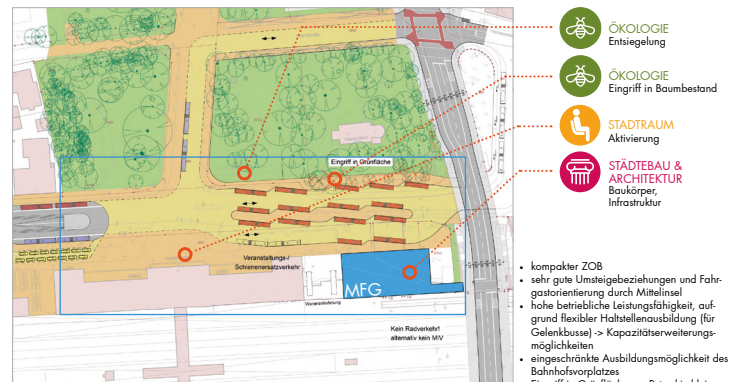 ÖKOLOGIE
Entsiegelung
ÖKOLOGIE
Eingriff in Baumbestand
STADTRAUM
Aktivierung
STÄDTEBAU &
ARCHITEKTUR
Baukörper,
Infrastruktur
Eingriff in Grünfläche
Veranstaltungs-/
Schienenersatzverkehr
MFG
Warenanlieferung
Kein Radverkehr!
alternativ kein MIV
• kompakter ZOB
• sehr gute Umsteigebeziehungen und Fahr-
gastorientierung durch Mittelinsel
• hohe betriebliche Leistungsfähigkeit, auf-
grund flexibler Haltstellenausbildung (für
Gelenkbusse) -> Kapazitätserweiterungs-
möglichkeiten
• eingeschränkte Ausbildungsmöglichkeit des
Bahnhofsvorplatzes